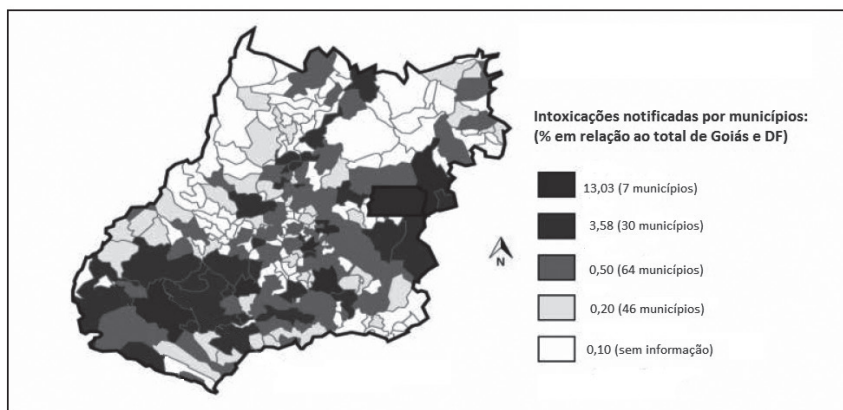 Intoxicações notificadas por municípios:
(% em relação ao total de Goiás e DF)
13,03 (7 municípios)
3,58 (30 municípios)
0,50 (64 municípios)
N
0,20 (46 municípios)
0,10 (sem informação)